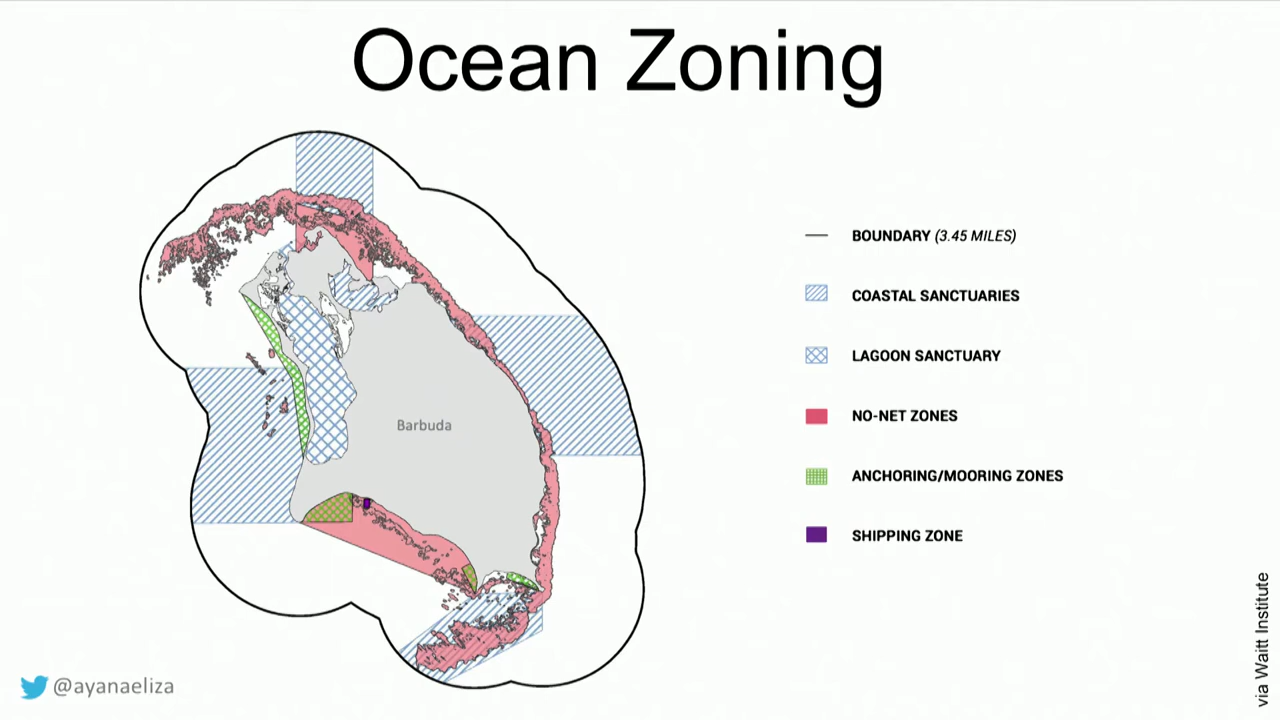 Ocean Zoning
BOUNDARY (3.45 MILES)
COASTAL SANCTUARIES
LAGOON SANCTUARY
NO-NET ZONES
ANCHORING/MOORING ZONES
SHIPPING ZONE
Barbuda
@ayanaeliza
via Waitt Institute